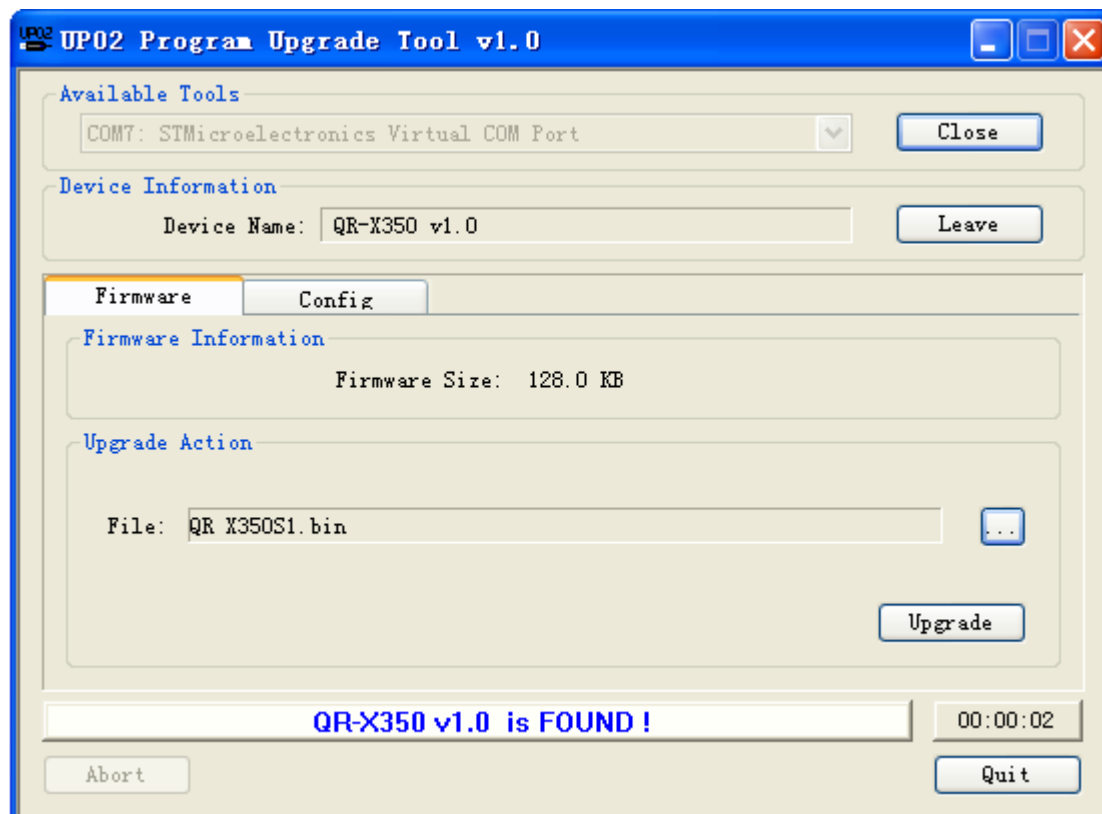 UP02 UP02 Program Upgrade Tool v1.0
Available Tools
COM7: STMicroelectronics Virtual COM Port Close
Device Information
Device Name: QR-X350 v1.0 Leave
Firmware Config
Firmware Information
Firmware Size: 128.0 KB
Upgrade Action
File: QR X350S1.bin ...
Upgrade
QR-X350 v1.0 is FOUND ! 00:00:02
Abort Quit